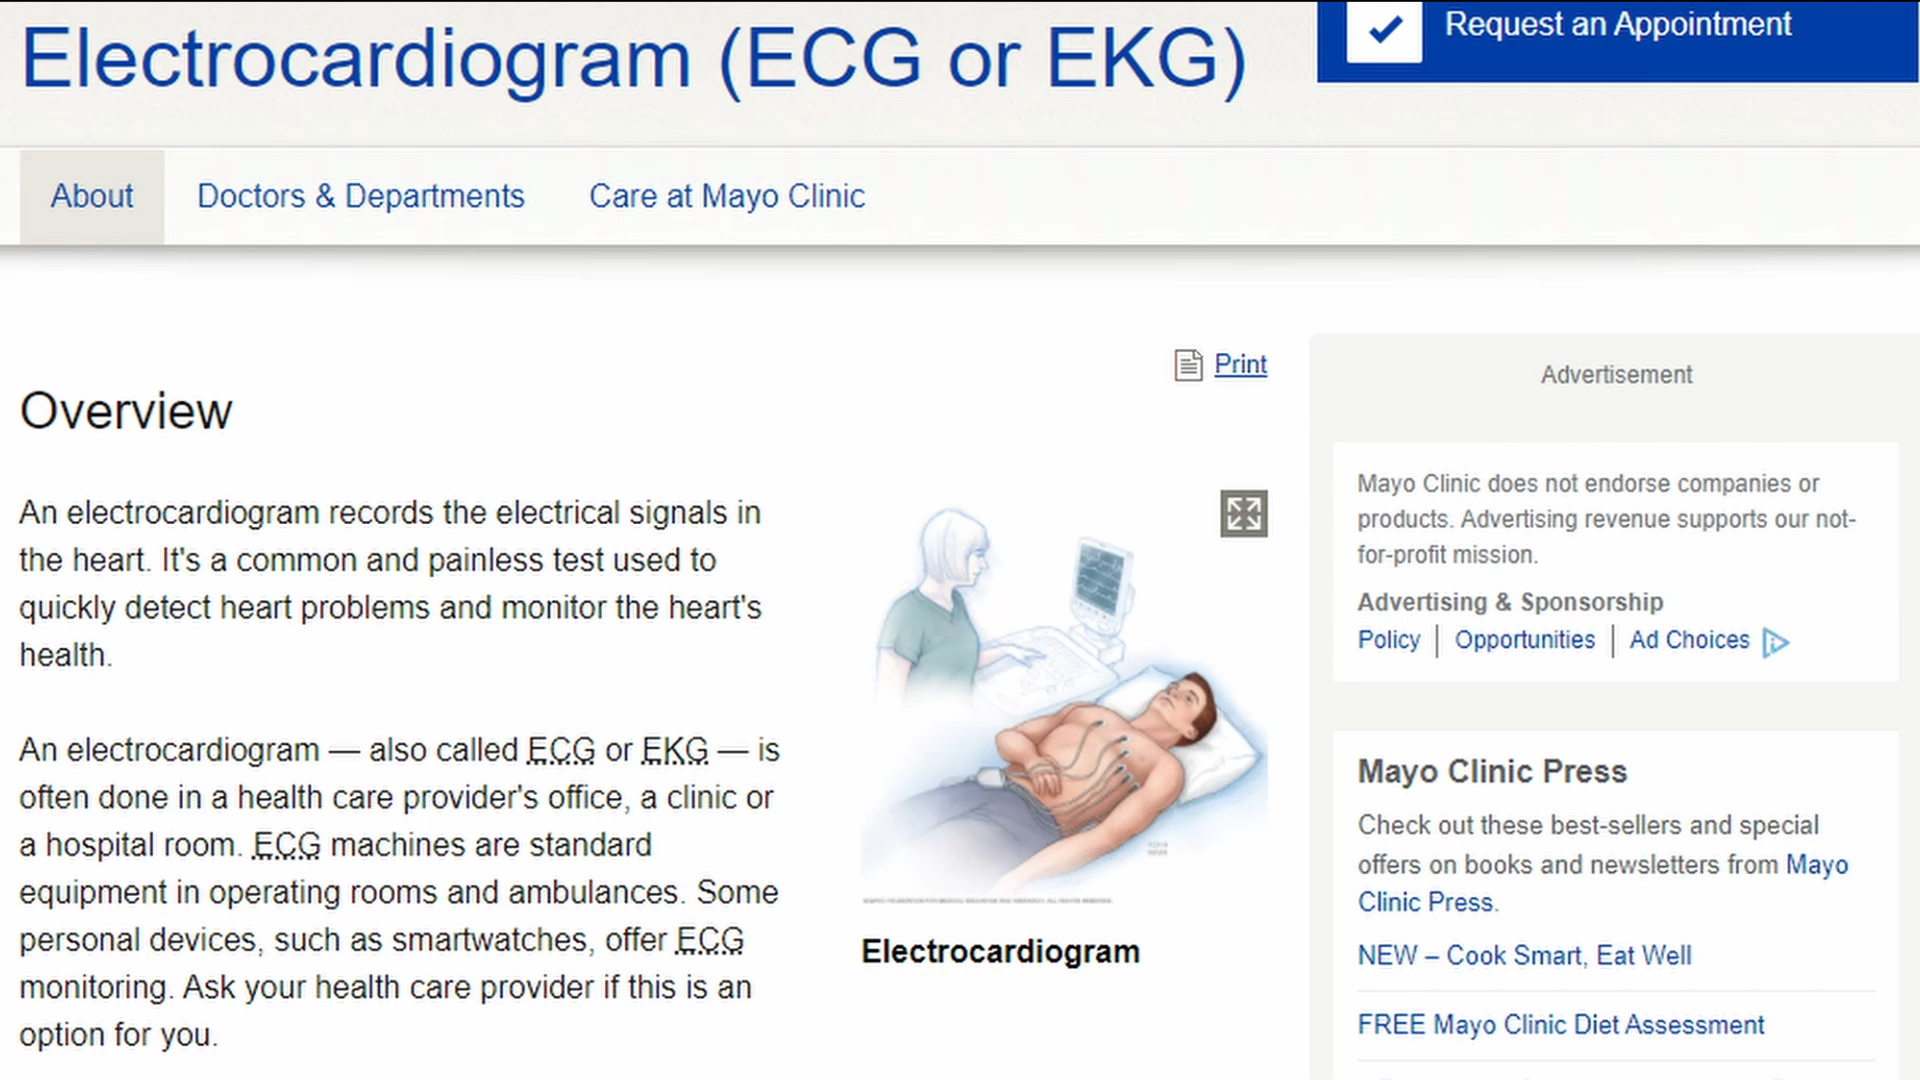 Electrocardiogram (ECG or EKG)
Request an Appointment
About
Doctors & Departments
Care at Mayo Clinic
Print
Overview
An electrocardiogram records the electrical signals in
the heart. It's a common and painless test used to
quickly detect heart problems and monitor the heart's
health.
An electrocardiogram — also called ECG or EKG — is
often done in a health care provider's office, a clinic or
a hospital room. ECG machines are standard
equipment in operating rooms and ambulances. Some
personal devices, such as smartwatches, offer ECG
monitoring. Ask your health care provider if this is an
option for you.
Electrocardiogram
Advertisement
Mayo Clinic does not endorse companies or
products. Advertising revenue supports our not-
for-profit mission.
Advertising & Sponsorship
Policy
Opportunities
Ad Choices
Mayo Clinic Press
Check out these best-sellers and special
offers on books and newsletters from Mayo
Clinic Press.
NEW – Cook Smart, Eat Well
FREE Mayo Clinic Diet Assessment